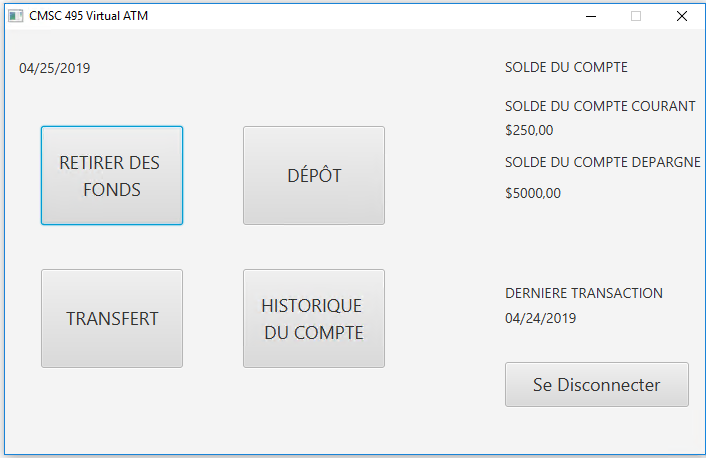 CMSC 495 Virtual ATM
04/25/2019
SOLDE DU COMPTE
SOLDE DU COMPTE COURANT
$250,00
SOLDE DU COMPTE DEPARGNE
$5000,00
RETIRER DES
FONDS
DÉPÔT
TRANSFERT
HISTORIQUE
DU COMPTE
DERNIERE TRANSACTION
04/24/2019
Se Disconnecter